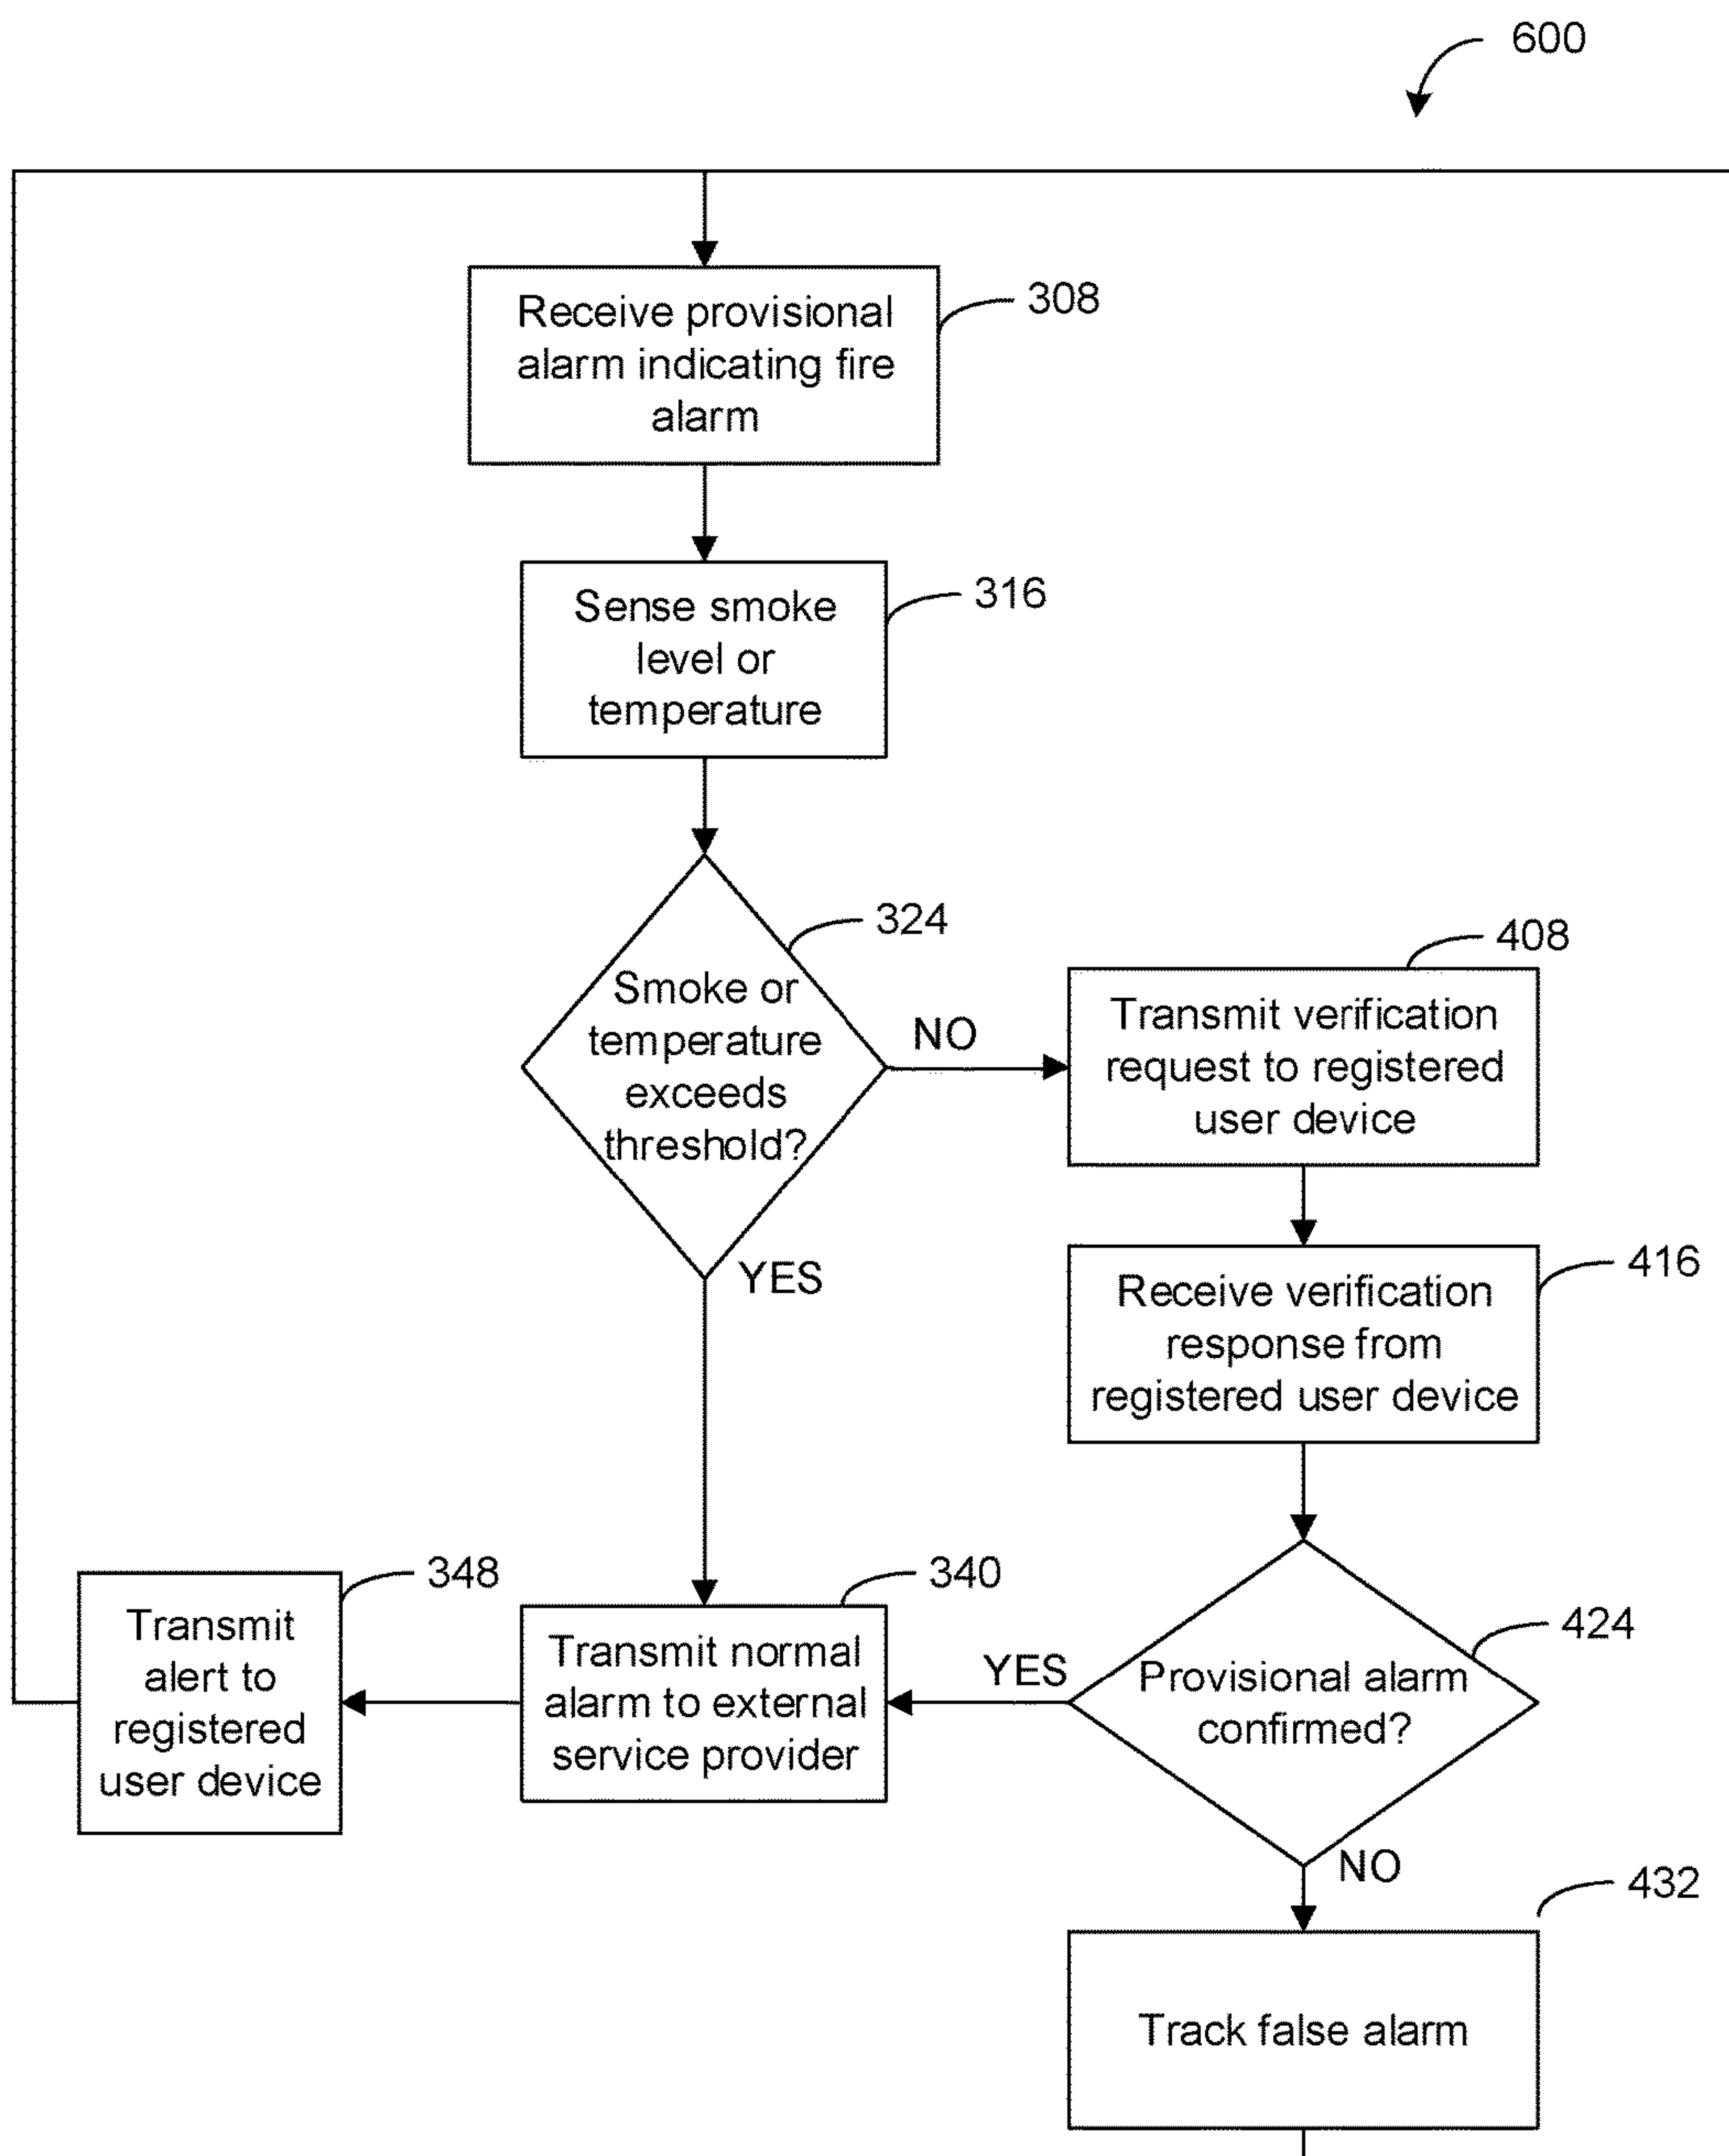 600
Receive provisional
alarm indicating fire
alarm
308
Sense smoke
level or
temperature
316
324
Smoke or
temperature
exceeds
threshold?
NO
YES
408
Transmit verification
request to registered
user device
416
Receive verification
response from
registered user device
348
Transmit
alert to
registered
user device
340
Transmit normal
alarm to external
service provider
YES
424
Provisional alarm
confirmed?
NO
432
Track false alarm